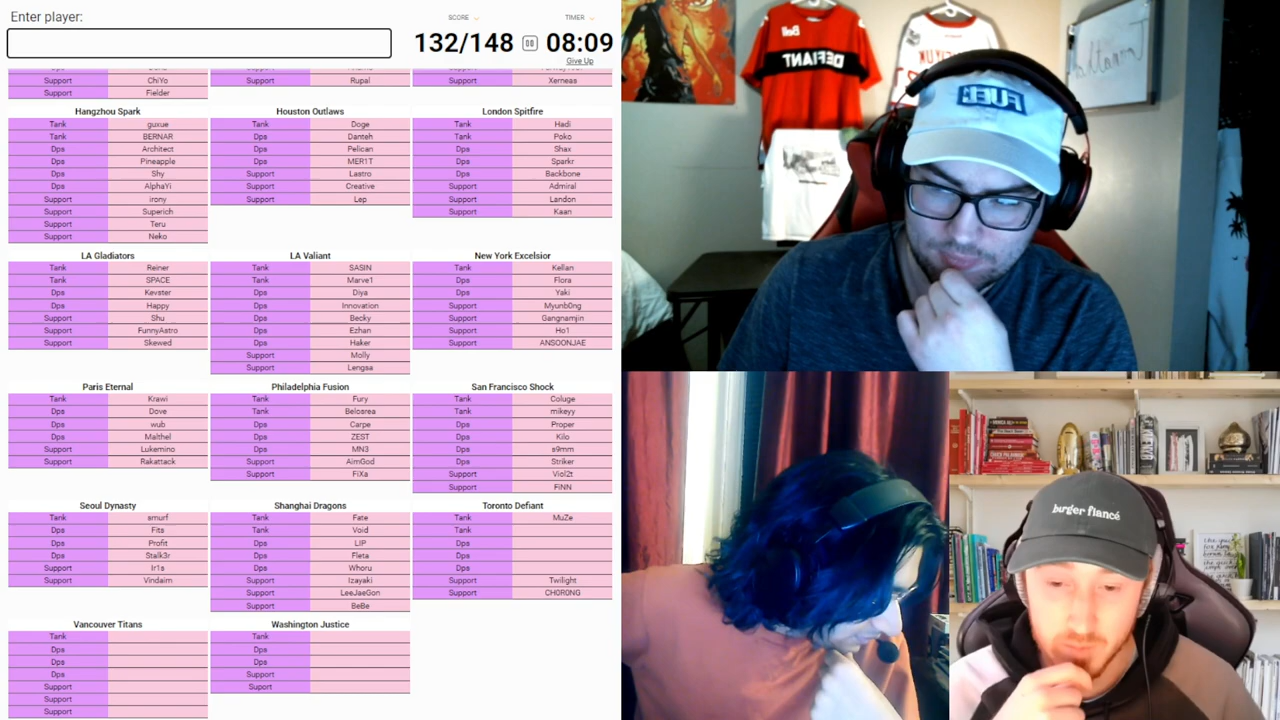 Enter player:
SCORE
TIMER
132/148
08:09
Give Up
Support ChiYo
Support Fielder
Support Rupal
Support Xerneas
Hangzhou Spark
Tank guxue
Tank BERNAR
Dps Architect
Dps Pineapple
Dps Shy
Dps AlphaYi
Support irony
Support Superich
Support Teru
Support Neko
Houston Outlaws
Tank Doge
Dps Danteh
Dps Pelican
Dps MER1T
Support Lastro
Support Creative
Support Lep
London Spitfire
Tank Hadi
Tank Poko
Dps Shax
Dps Sparkr
Dps Backbone
Support Admiral
Support Landon
Support Kaan
LA Gladiators
Tank Reiner
Tank SPACE
Dps Kevster
Dps Happy
Support Shu
Support FunnyAstro
Support Skewed
LA Valiant
Tank SASIN
Tank Marve1
Dps Diya
Dps Innovation
Dps Becky
Dps Ezhan
Dps Haker
Support Molly
Support Lengsa
New York Excelsior
Tank Kellan
Dps Flora
Dps Yaki
Support Myunb0ng
Support Gangnamjin
Support Ho1
Support ANSOONJAE
Paris Eternal
Tank Krawi
Dps Dove
Dps wub
Dps Malthel
Support Lukemino
Support Rakattack
Philadelphia Fusion
Tank Fury
Tank Belosrea
Dps Carpe
Dps ZEST
Dps MN3
Support AimGod
Support FiXa
San Francisco Shock
Tank Coluge
Tank mikeyy
Dps Proper
Dps Kilo
Dps s9mm
Dps Striker
Support Viol2t
Support FiNN
Seoul Dynasty
Tank smurf
Dps Fits
Dps Profit
Dps Stalk3r
Support Ir1s
Support Vindaim
Shanghai Dragons
Tank Fate
Tank Void
Dps LIP
Dps Fleta
Dps Whoru
Support Izayaki
Support LeeJaeGon
Support BeBe
Toronto Defiant
Tank MuZe
Tank
Dps
Dps
Dps
Support Twilight
Support CH0R0NG
Vancouver Titans
Tank
Dps
Dps
Dps
Support
Support
Support
Washington Justice
Tank
Dps
Dps
Support
Suport
Bell
DEFIANT
FUEL
burger fiancé